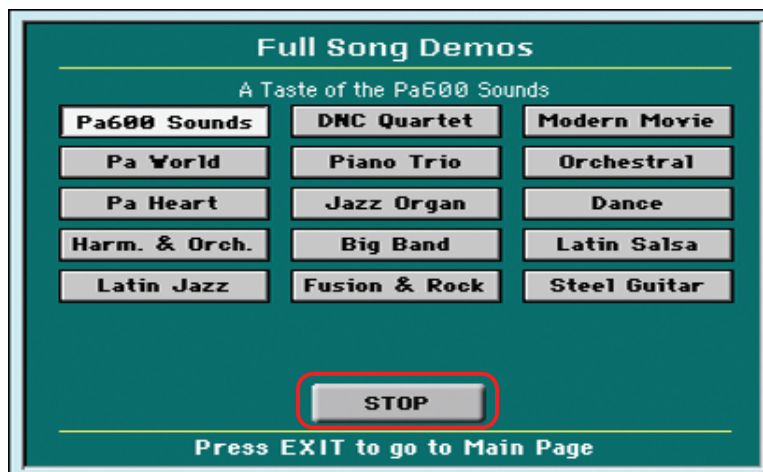 Full Song Demos
A Taste of the Pa600 Sounds
Pa600 Sounds DNC Quartet Modern Movie
Pa World Piano Trio Orchestral
Pa Heart Jazz Organ Dance
Harm. & Orch. Big Band Latin Salsa
Latin Jazz Fusion & Rock Steel Guitar
STOP
Press EXIT to go to Main Page